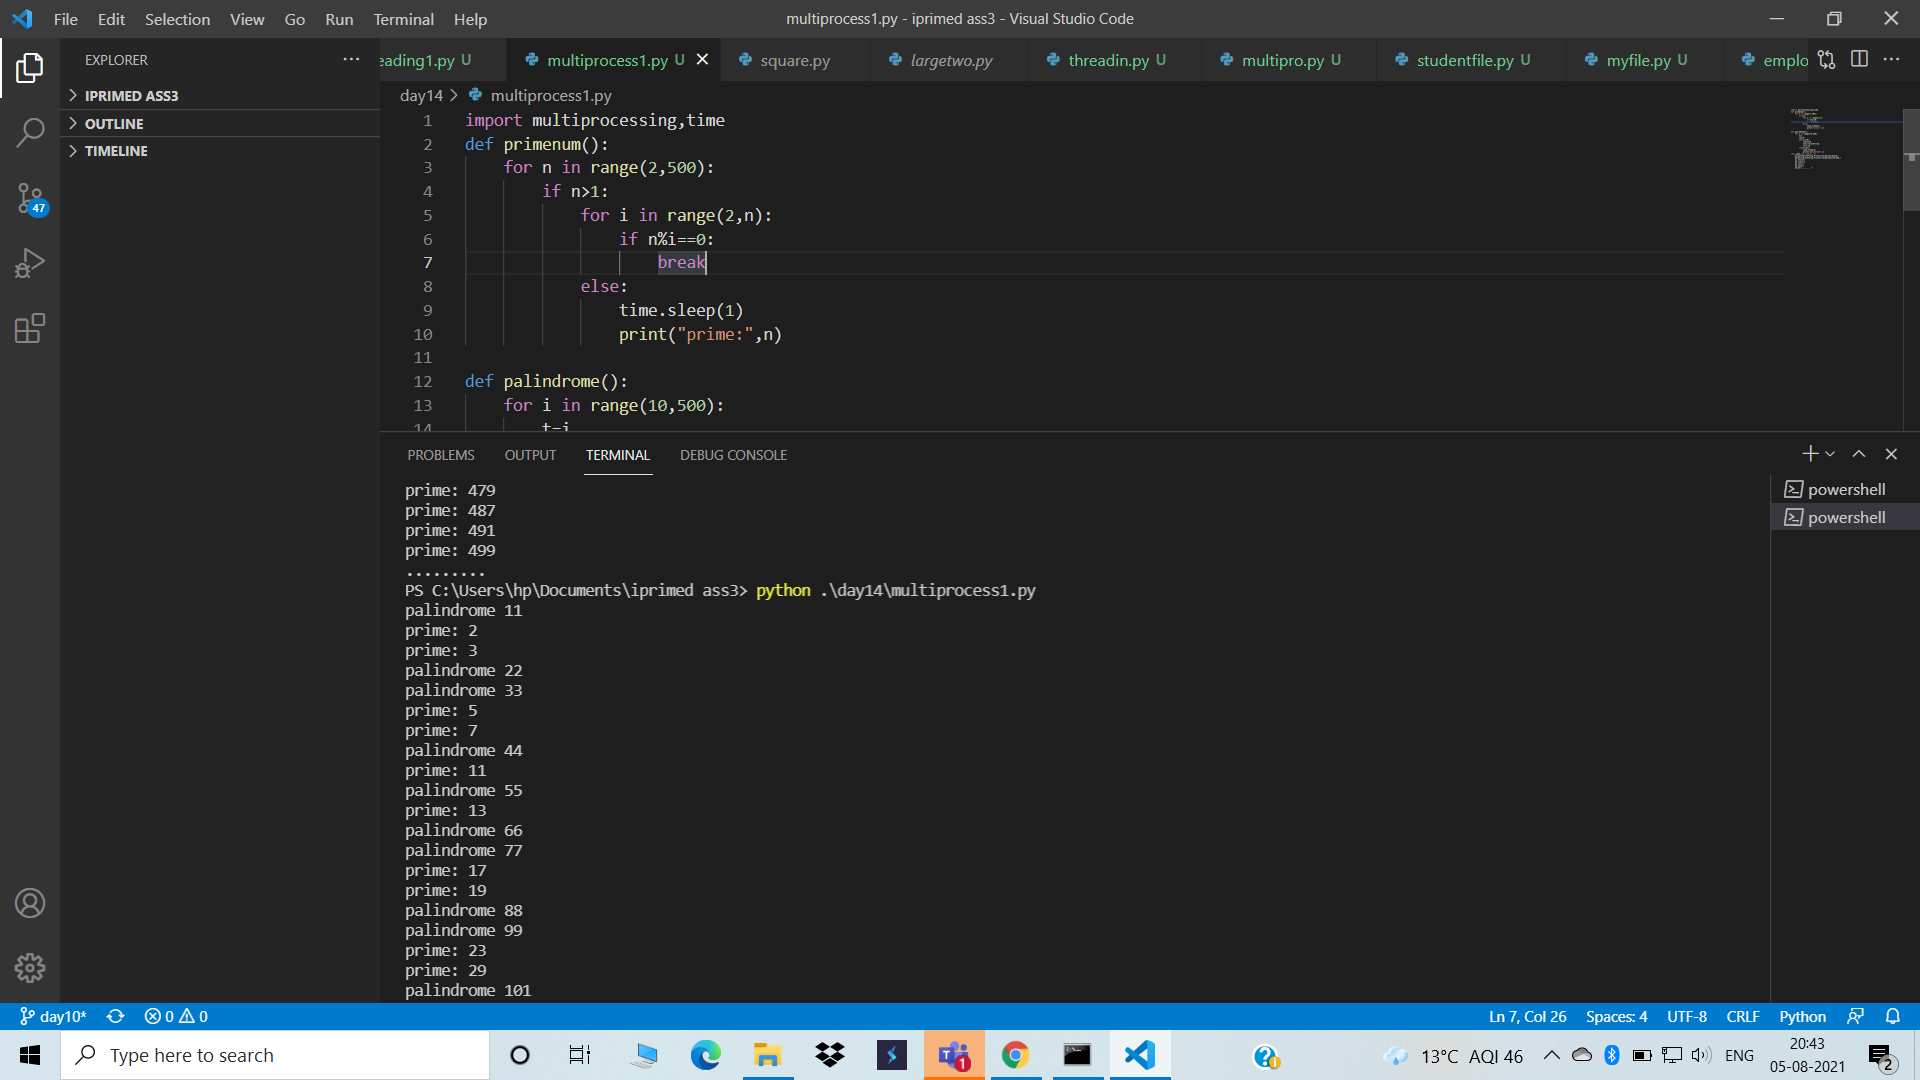 File Edit Selection View Go Run Terminal Help
multiprocess1.py - iprimed ass3 - Visual Studio Code
EXPLORER
IPRIMED ASS3
OUTLINE
TIMELINE
47
eading1.py U multiprocess1.py U square.py largetwo.py threadin.py U multipro.py U studentfile.py U myfile.py U emplo
day14 > multiprocess1.py
1 import multiprocessing,time
2 def primenum():
3 for n in range(2,500):
4 if n>1:
5 for i in range(2,n):
6 if n%i==0:
7 break
8 else:
9 time.sleep(1)
10 print("prime:",n)
11
12 def palindrome():
13 for i in range(10,500):
14 t=i
PROBLEMS OUTPUT TERMINAL DEBUG CONSOLE
powershell
powershell
prime: 479
prime: 487
prime: 491
prime: 499
.........
PS C:\Users\hp\Documents\iprimed ass3> python .\day14\multiprocess1.py
palindrome 11
prime: 2
prime: 3
palindrome 22
palindrome 33
prime: 5
prime: 7
palindrome 44
prime: 11
palindrome 55
prime: 13
palindrome 66
palindrome 77
prime: 17
prime: 19
palindrome 88
palindrome 99
prime: 23
prime: 29
palindrome 101
day10* 0 0 Ln 7, Col 26 Spaces: 4 UTF-8 CRLF Python
Type here to search
1
13°C AQI 46 ENG
20:43
05-08-2021
2